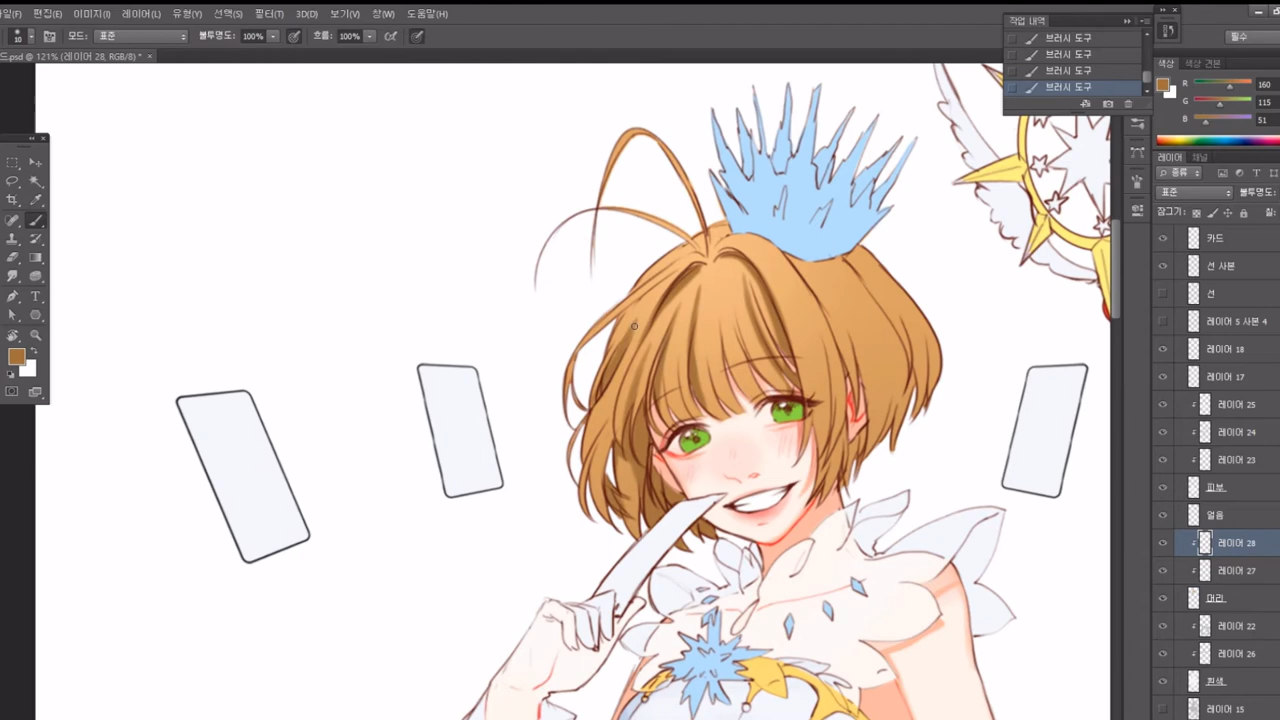 이미지(I) 레이어(L) 유형(Y) 선택(S) 필터(T) 3D(D) 보기(V) 창(W) 도움말(H)
10 모드: 표준 불투명도: 100% 흐름: 100%
필수
드.psd @ 121% (레이어 28, RGB/8) * ×
작업 내역
브러시 도구
브러시 도구
브러시 도구
브러시 도구
색상 색상 견본
R 160
G 115
B 51
레이어 채널
종류
표준 불투명도:
잠그기: 칠:
카드
선 사본
선
레이어 5 사본 4
레이어 18
레이어 17
레이어 25
레이어 24
레이어 23
피부
얼음
레이어 28
레이어 27
머리
레이어 22
레이어 26
흰색
레이어 15